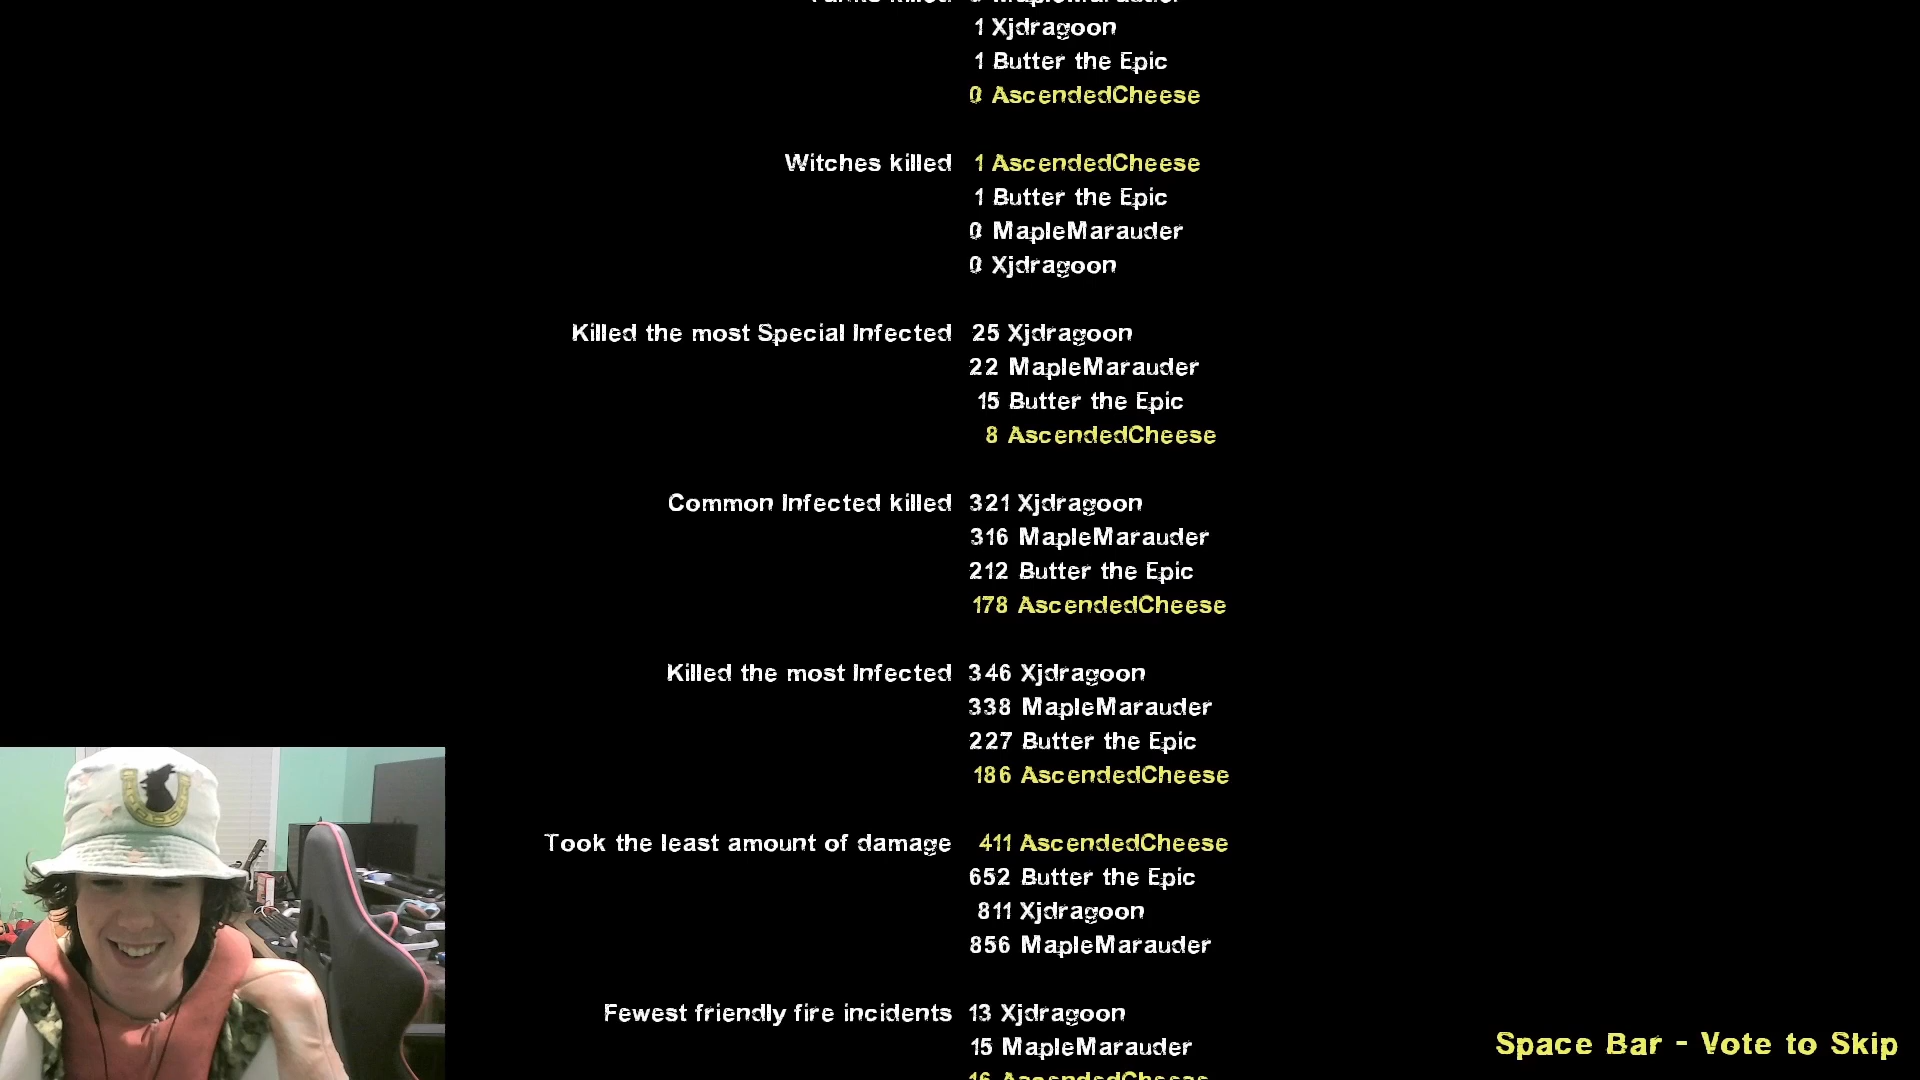 1 Xjdragoon
1 Butter the Epic
0 AscendedCheese
Witches killed 1 AscendedCheese
1 Butter the Epic
0 MapleMarauder
0 Xjdragoon
Killed the most Special Infected 25 Xjdragoon
22 MapleMarauder
15 Butter the Epic
8 AscendedCheese
Common Infected killed 321 Xjdragoon
316 MapleMarauder
212 Butter the Epic
178 AscendedCheese
Killed the most Infected 346 Xjdragoon
338 MapleMarauder
227 Butter the Epic
186 AscendedCheese
Took the least amount of damage 411 AscendedCheese
652 Butter the Epic
811 Xjdragoon
856 MapleMarauder
Fewest friendly fire incidents 13 Xjdragoon
15 MapleMarauder
16 AscendedCheese
Space Bar - Vote to Skip